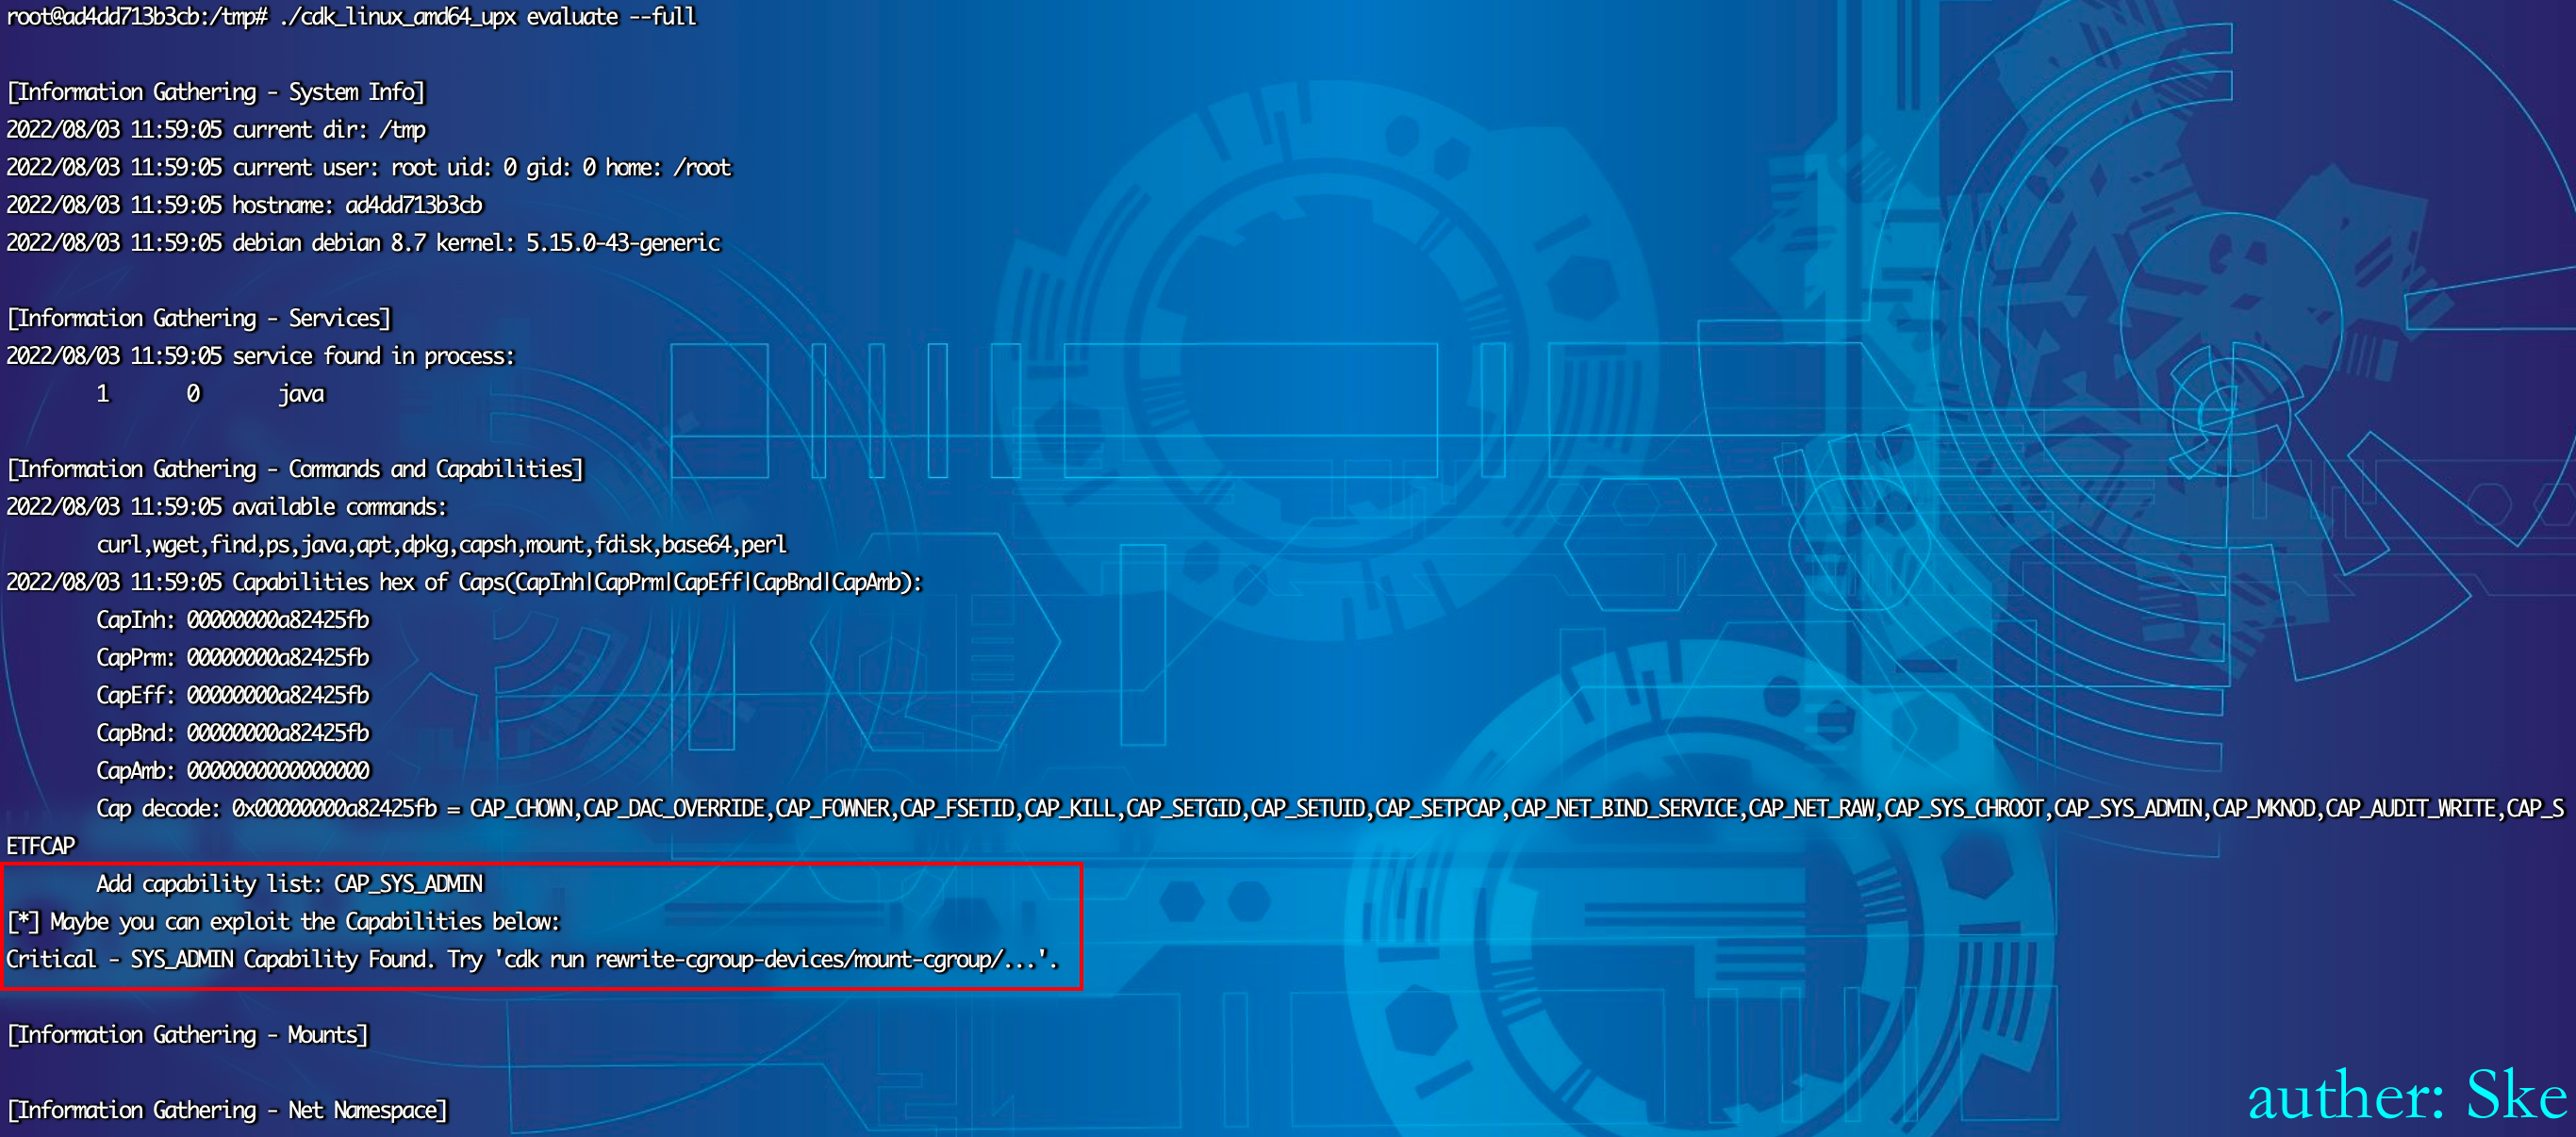 root@ad4dd713b3cb:/tmp# ./cdk_linux_amd64_upx evaluate --full
[Information Gathering - System Info]
2022/08/03 11:59:05 current dir: /tmp
2022/08/03 11:59:05 current user: root uid: 0 gid: 0 home: /root
2022/08/03 11:59:05 hostname: ad4dd713b3cb
2022/08/03 11:59:05 debian debian 8.7 kernel: 5.15.0-43-generic
[Information Gathering - Services]
2022/08/03 11:59:05 service found in process:
1 0 java
[Information Gathering - Commands and Capabilities]
2022/08/03 11:59:05 available commands:
curl,wget,find,ps,java,apt,dpkg,capsh,mount,fdisk,base64,perl
2022/08/03 11:59:05 Capabilities hex of Caps(CapInh|CapPrm|CapEff|CapBnd|CapAmb):
CapInh: 00000000a82425fb
CapPrm: 00000000a82425fb
CapEff: 00000000a82425fb
CapBnd: 00000000a82425fb
CapAmb: 0000000000000000
Cap decode: 0x00000000a82425fb = CAP_CHOWN,CAP_DAC_OVERRIDE,CAP_FOWNER,CAP_FSETID,CAP_KILL,CAP_SETGID,CAP_SETUID,CAP_SETPCAP,CAP_NET_BIND_SERVICE,CAP_NET_RAW,CAP_SYS_CHROOT,CAP_SYS_ADMIN,CAP_MKNOD,CAP_AUDIT_WRITE,CAP_S
ETFCAP
Add capability list: CAP_SYS_ADMIN
[*] Maybe you can exploit the Capabilities below:
Critical - SYS_ADMIN Capability Found. Try 'cdk run rewrite-cgroup-devices/mount-cgroup/...'.
[Information Gathering - Mounts]
[Information Gathering - Net Namespace]
auther: Ske